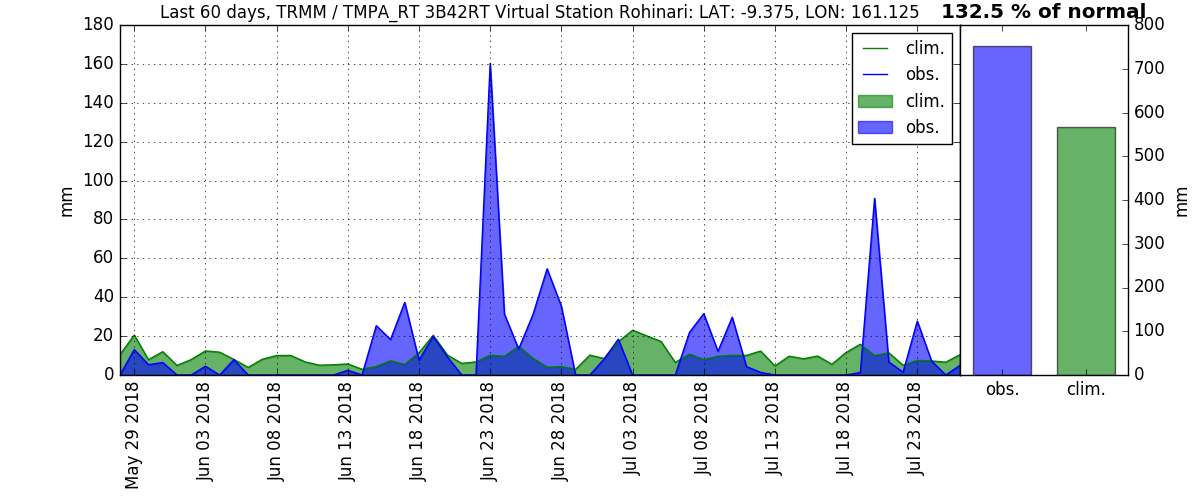 Last 60 days, TRMM / TMPA_RT 3B42RT Virtual Station Rohinari: LAT: -9.375, LON: 161.125
132.5 % of normal
180
160
140
120
100
80
60
40
20
0
mm
clim.
obs.
clim.
obs.
May 29 2018
Jun 03 2018
Jun 08 2018
Jun 13 2018
Jun 18 2018
Jun 23 2018
Jun 28 2018
Jul 03 2018
Jul 08 2018
Jul 13 2018
Jul 18 2018
Jul 23 2018
800
700
600
500
400
300
200
100
0
mm
obs.
clim.